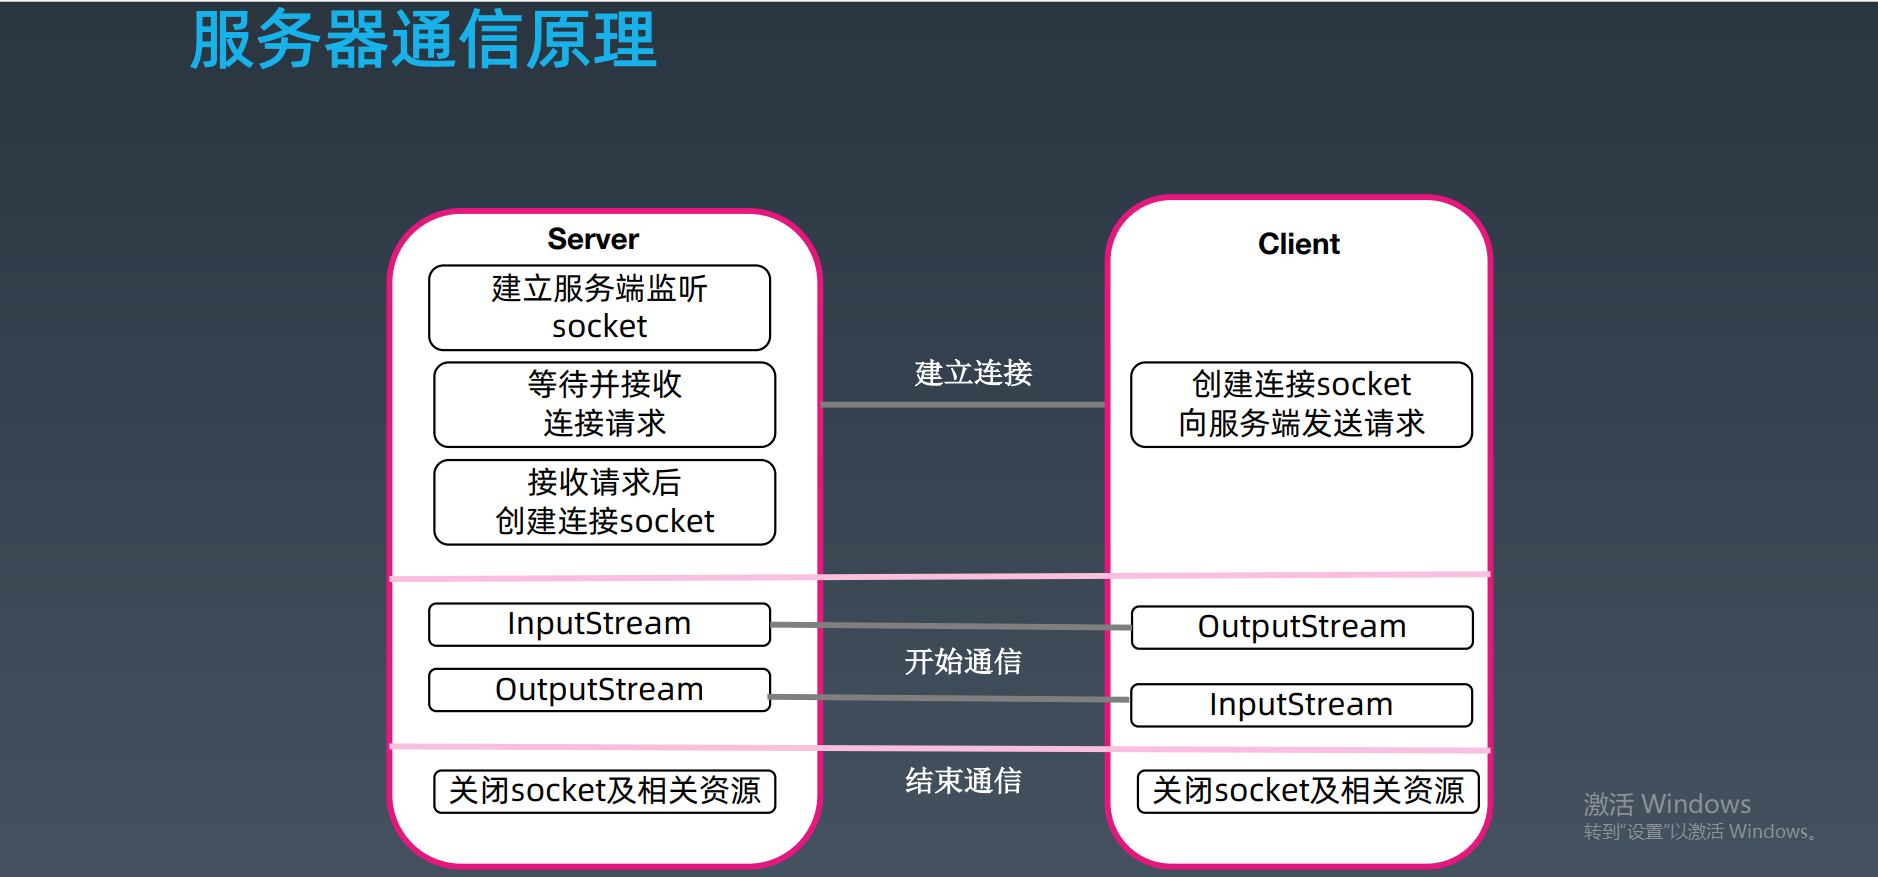 服务器通信原理
Server
建立服务端监听
socket
等待并接收
连接请求
接收请求后
创建连接socket
建立连接
Client
创建连接socket
向服务端发送请求
InputStream
OutputStream
开始通信
OutputStream
InputStream
关闭socket及相关资源
结束通信
关闭socket及相关资源
激活 Windows
转到“设置”以激活 Windows。